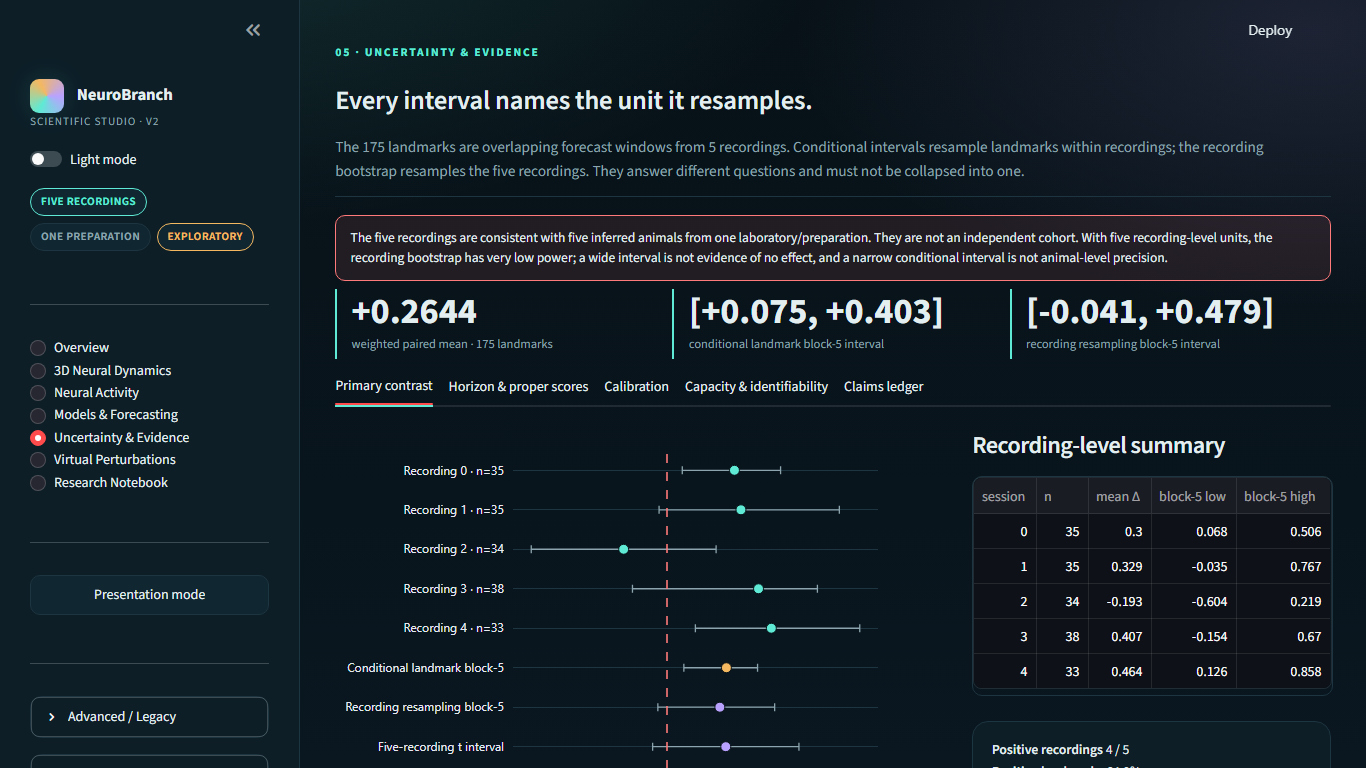 Deploy
NeuroBranch
SCIENTIFIC STUDIO · V2
Light mode
FIVE RECORDINGS
ONE PREPARATION
EXPLORATORY
Overview
3D Neural Dynamics
Neural Activity
Models & Forecasting
Uncertainty & Evidence
Virtual Perturbations
Research Notebook
Presentation mode
Advanced / Legacy
05 · UNCERTAINTY & EVIDENCE
Every interval names the unit it resamples.
The 175 landmarks are overlapping forecast windows from 5 recordings. Conditional intervals resample landmarks within recordings; the recording
bootstrap resamples the five recordings. They answer different questions and must not be collapsed into one.
The five recordings are consistent with five inferred animals from one laboratory/preparation. They are not an independent cohort. With five recording-level units, the
recording bootstrap has very low power; a wide interval is not evidence of no effect, and a narrow conditional interval is not animal-level precision.
+0.2644
weighted paired mean · 175 landmarks
[+0.075, +0.403]
conditional landmark block-5 interval
[-0.041, +0.479]
recording resampling block-5 interval
Primary contrast Horizon & proper scores Calibration Capacity & identifiability Claims ledger
Recording 0 · n=35
Recording 1 · n=35
Recording 2 · n=34
Recording 3 · n=38
Recording 4 · n=33
Conditional landmark block-5
Recording resampling block-5
Five-recording t interval
Recording-level summary
session n mean Δ block-5 low block-5 high
0 35 0.3 0.068 0.506
1 35 0.329 -0.035 0.767
2 34 -0.193 -0.604 0.219
3 38 0.407 -0.154 0.67
4 33 0.464 0.126 0.858
Positive recordings 4 / 5